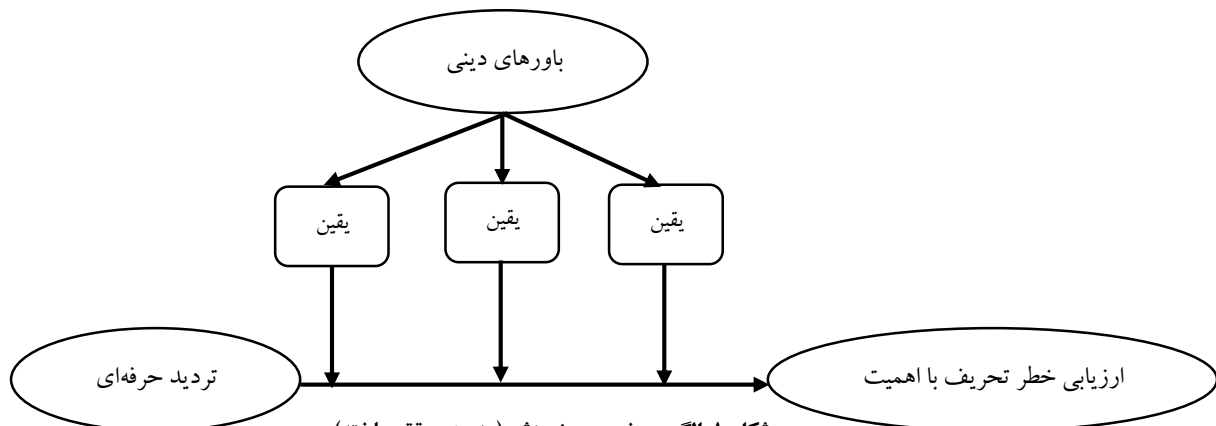 باورهای دینی
یقین
یقین
یقین
تردید حرفه‌ای
ارزیابی خطر تحریف با اهمیت